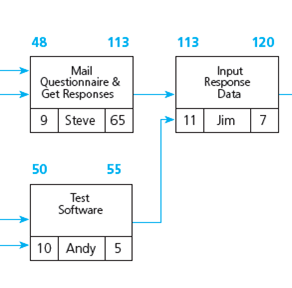 48 113
Mail
Questionnaire &
Get Responses
9 Steve 65
113 120
Input
Response
Data
11 Jim 7
50 55
Test
Software
10 Andy 5